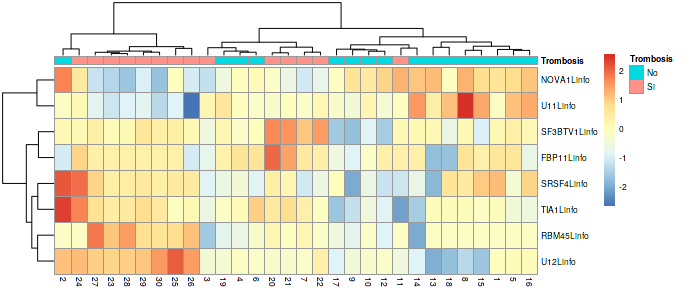 Trombosis
NOVA1Linfo
U11Linfo
SF3BTV1Linfo
FBP11Linfo
SRSF4Linfo
TIA1Linfo
RBM45Linfo
U12Linfo
2 24 27 23 28 29 30 25 26 3 19 4 6 20 21 7 22 17 9 10 12 11 14 13 18 8 15 1 5 16
2
1
0
-1
-2
Trombosis
No
SI